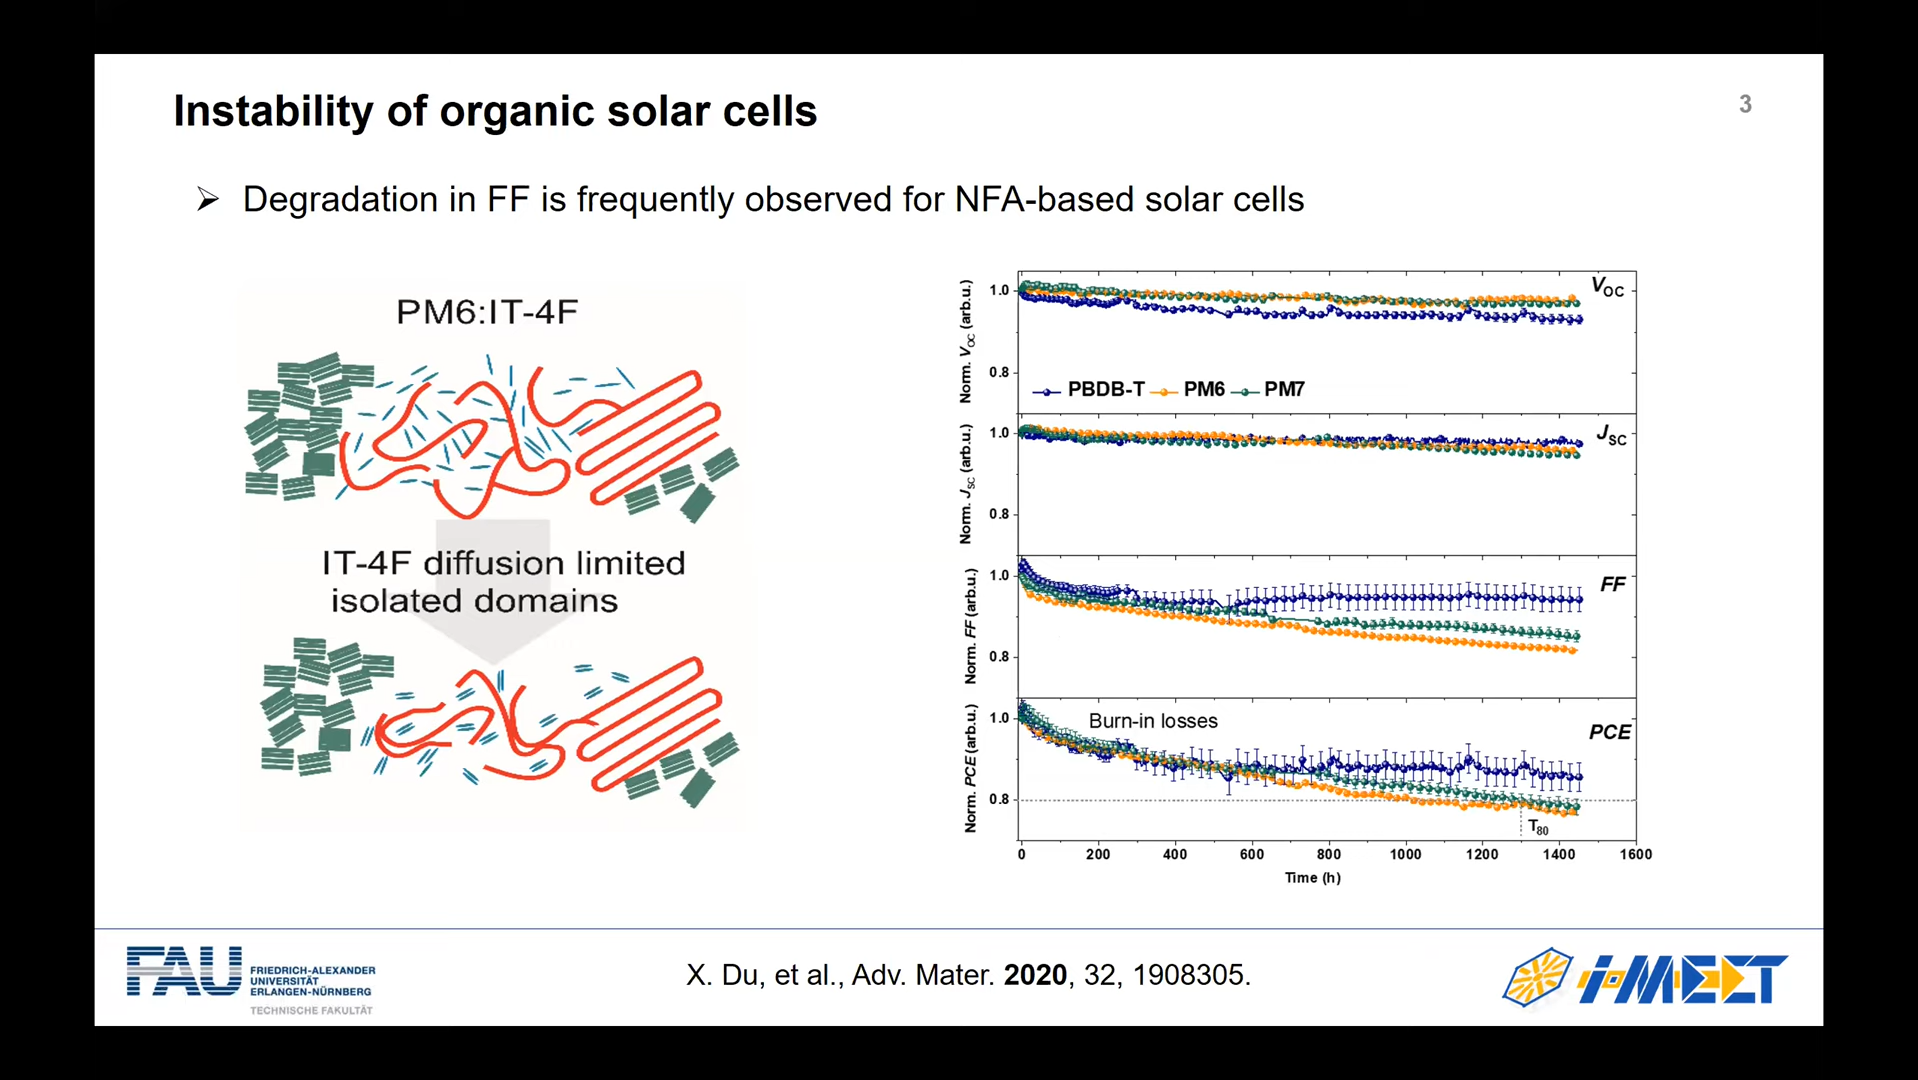 Instability of organic solar cells
3
➢ Degradation in FF is frequently observed for NFA-based solar cells
PM6:IT-4F
IT-4F diffusion limited
isolated domains
Norm. VOC (arb.u.)
1.0
0.8
VOC
PBDB-T PM6 PM7
Norm. JSC (arb.u.)
1.0
0.8
JSC
Norm. FF (arb.u.)
1.0
0.8
FF
Norm. PCE (arb.u.)
1.0
0.8
Burn-in losses
PCE
T80
0 200 400 600 800 1000 1200 1400 1600
Time (h)
FAU
FRIEDRICH-ALEXANDER
UNIVERSITÄT
ERLANGEN-NÜRNBERG
TECHNISCHE FAKULTÄT
X. Du, et al., Adv. Mater. 2020, 32, 1908305.
i-MEET